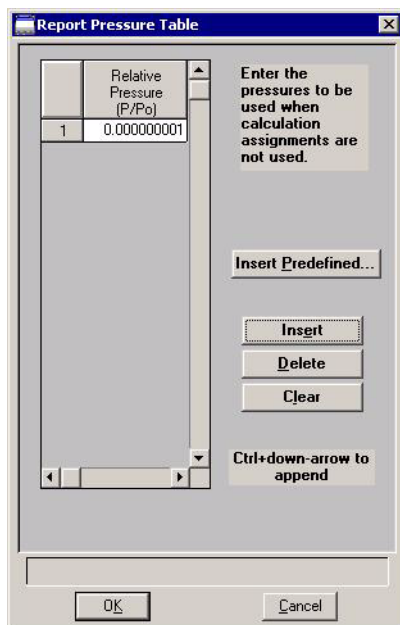 Report Pressure Table
Relative
Pressure
(P/Po)
1 0.000000001
Enter the
pressures to be
used when
calculation
assignments are
not used.
Insert Predefined...
Insert
Delete
Clear
Ctrl+down-arrow to
append
OK
Cancel